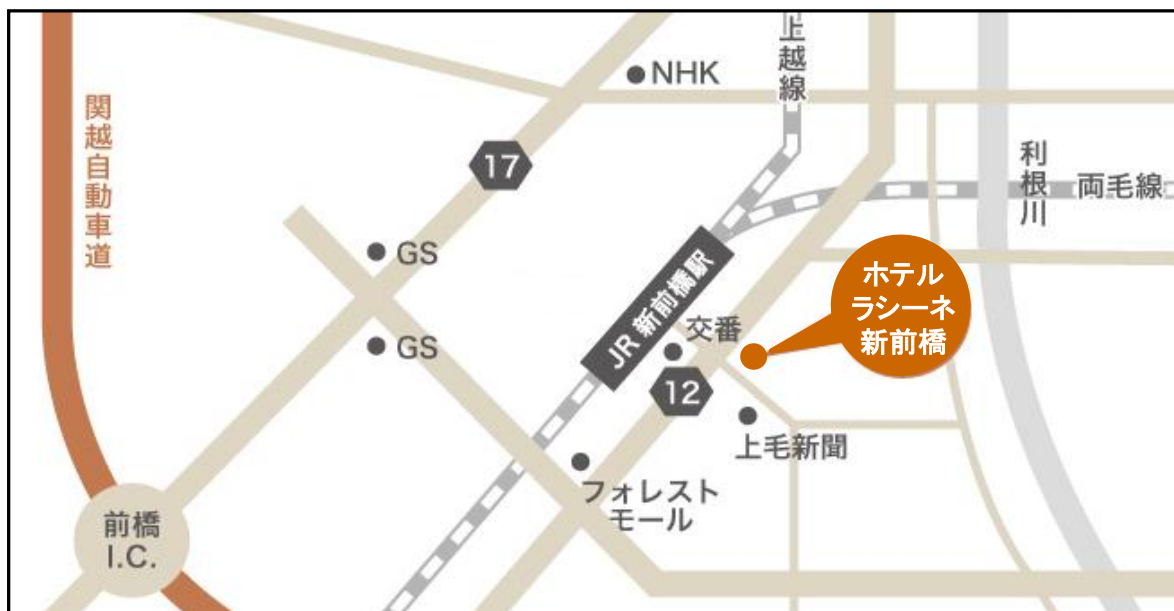 上越線
NHK
関越自動車道
17
利根川
両毛線
GS
ホテル
ラシーネ
新前橋
JR 新前橋駅
交番
GS
12
上毛新聞
フォレスト
モール
前橋
I.C.